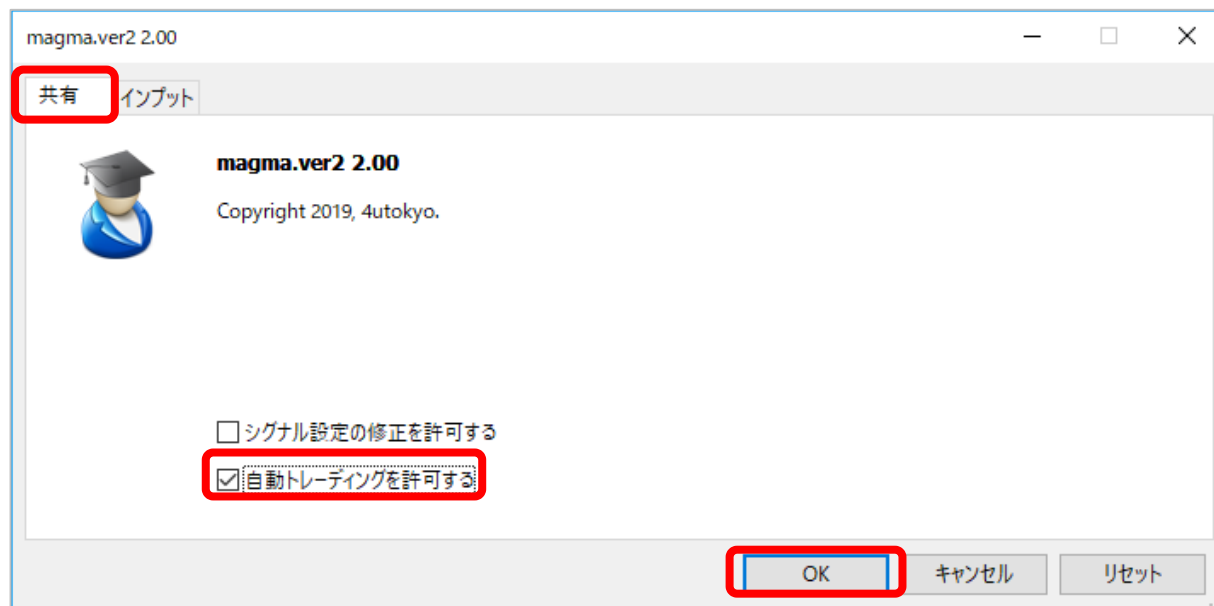 magma.ver2 2.00
共有 インプット
magma.ver2 2.00
Copyright 2019, 4utokyo.
シグナル設定の修正を許可する
自動トレーディングを許可する
OK キャンセル リセット